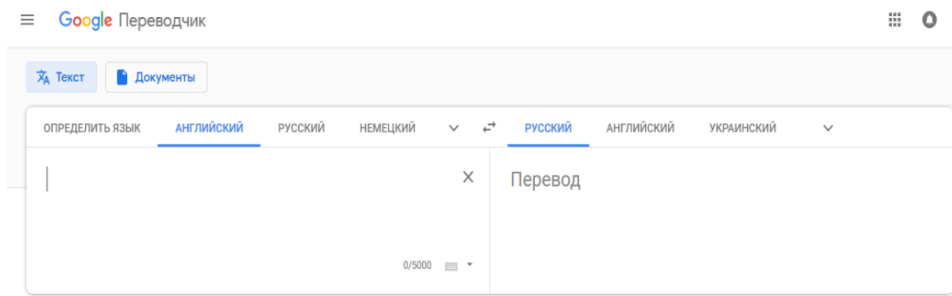 Google Переводчик
Текст Документы
ОПРЕДЕЛИТЬ ЯЗЫК АНГЛИЙСКИЙ РУССКИЙ НЕМЕЦКИЙ РУССКИЙ АНГЛИЙСКИЙ УКРАИНСКИЙ
Перевод
0/5000